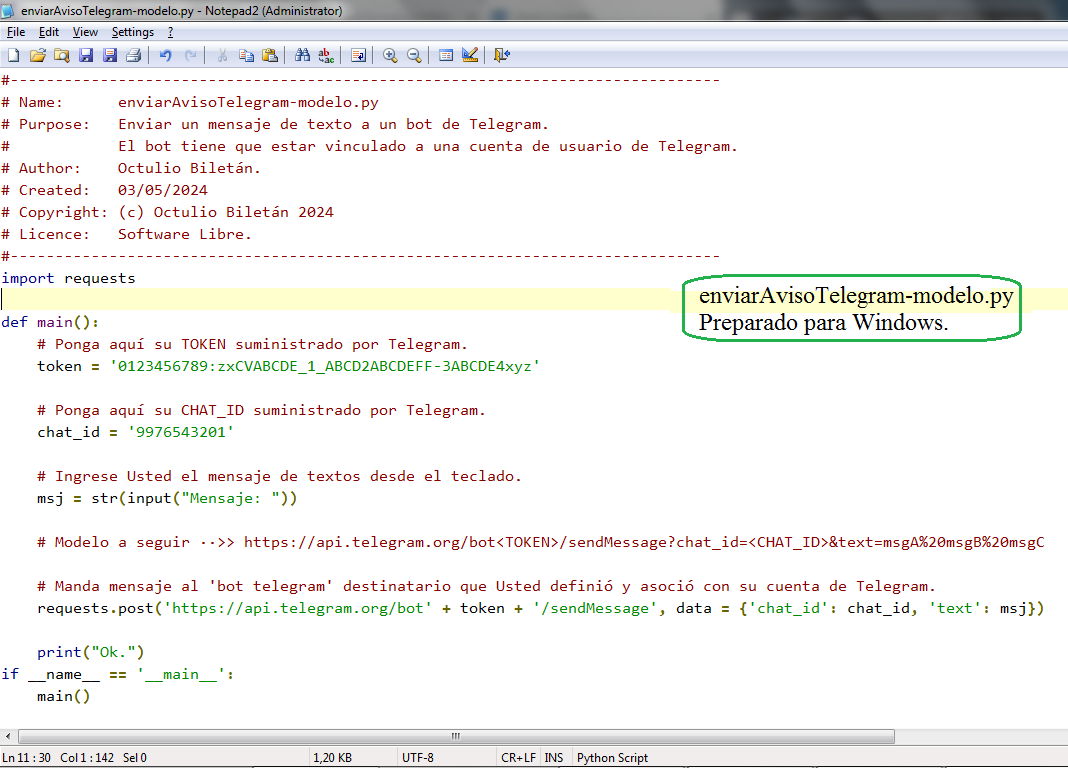 enviarAvisoTelegram-modelo.py - Notepad2 (Administrator)
File Edit View Settings ?
#-------------------------------------------------------------------------------
# Name: enviarAvisoTelegram-modelo.py
# Purpose: Enviar un mensaje de texto a un bot de Telegram.
# El bot tiene que estar vinculado a una cuenta de usuario de Telegram.
# Author: Octulio Biletán.
# Created: 03/05/2024
# Copyright: (c) Octulio Biletán 2024
# Licence: Software Libre.
#-------------------------------------------------------------------------------
import requests
enviarAvisoTelegram-modelo.py
Preparado para Windows.
def main():
# Ponga aquí su TOKEN suministrado por Telegram.
token = '0123456789:zxCVABCDE_1_ABCD2ABCDEFF-3ABCDE4xyz'
# Ponga aquí su CHAT_ID suministrado por Telegram.
chat_id = '9976543201'
# Ingrese Usted el mensaje de textos desde el teclado.
msj = str(input("Mensaje: "))
# Modelo a seguir -->> https://api.telegram.org/bot<TOKEN>/sendMessage?chat_id=<CHAT_ID>&text=msgA%20msgB%20msgC
# Manda mensaje al 'bot telegram' destinatario que Usted definió y asoció con su cuenta de Telegram.
requests.post('https://api.telegram.org/bot' + token + '/sendMessage', data = {'chat_id': chat_id, 'text': msj})
print("Ok.")
if __name__ == '__main__':
main()
Ln 11 : 30 Col 1 : 142 Sel 0 1,20 KB UTF-8 CR+LF INS Python Script